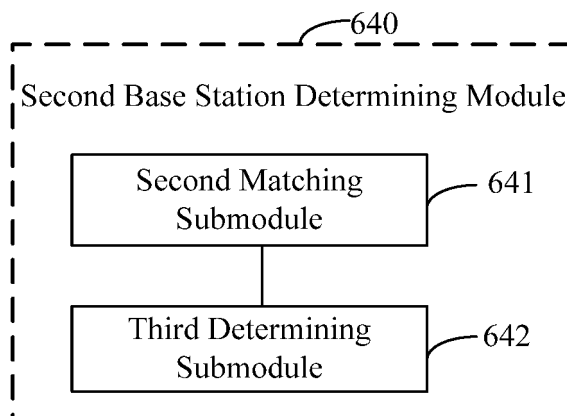 640
Second Base Station Determining Module
Second Matching
Submodule
641
Third Determining
Submodule
642